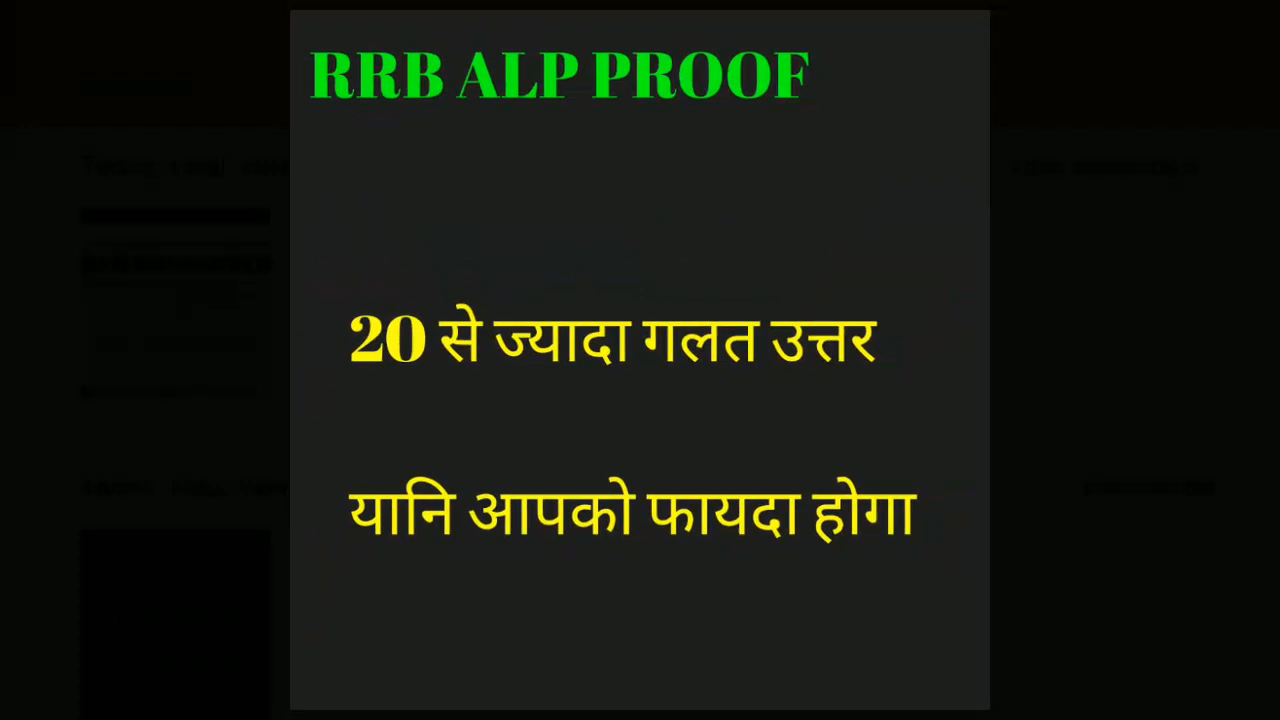 RRB ALP PROOF
20 से ज्यादा गलत उत्तर
यानि आपको फायदा होगा